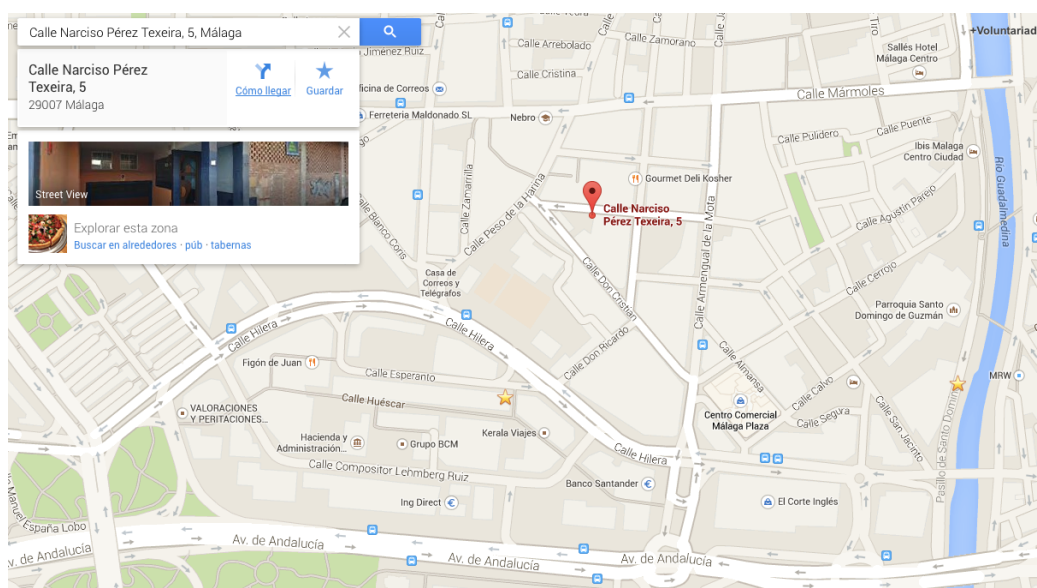 Calle Narciso Pérez Texeira, 5, Málaga
Calle Narciso Pérez
Texeira, 5
29007 Málaga
Cómo llegar
Guardar
Street View
Explorar esta zona
Buscar en alrededores · púb · tabernas
Jimenez Ruiz
Calle Arrebolado
Calle Zamorano
Calle Cristina
ficina de Correos
Ferreteria Maldonado SL
Nebro
+Voluntariad
Sallés Hotel
Málaga Centro
Calle Mármoles
Calle Pulidero
Calle Puente
Ibis Malaga
Centro Ciudad
Río Guadalmedina
Gourmet Deli Kosher
Calle Narciso
Pérez Texeira, 5
Calle Zamarrilla
Calle Peso de la Harina
Calle Blanco Coris
Calle Agustín Parejo
Calle Armengual de la Mota
Casa de
Correos y
Telégrafos
Calle Don Cristian
Calle Cerrojo
Parroquia Santo
Domingo de Guzmán
Calle Hilera
Calle Hilera
Calle Don Ricardo
Figón de Juan
Calle Esperanto
Calle Almansa
MRW
Calle Huéscar
VALORACIONES
Y PERITACIONES...
Calle Calvo
Centro Comercial
Málaga Plaza
Calle Segura
Calle San Jacinto
Pasillo de Santo Domingo
Hacienda y
Administración...
Grupo BCM
Kerala Viajes
Calle Hilera
Calle Compositor Lehmberg Ruiz
Banco Santander
Ing Direct
El Corte Inglés
Manuel España Lobo
Av. de Andalucía
Av. de Andalucía
Av. de Andalucía
v. de Andalucía